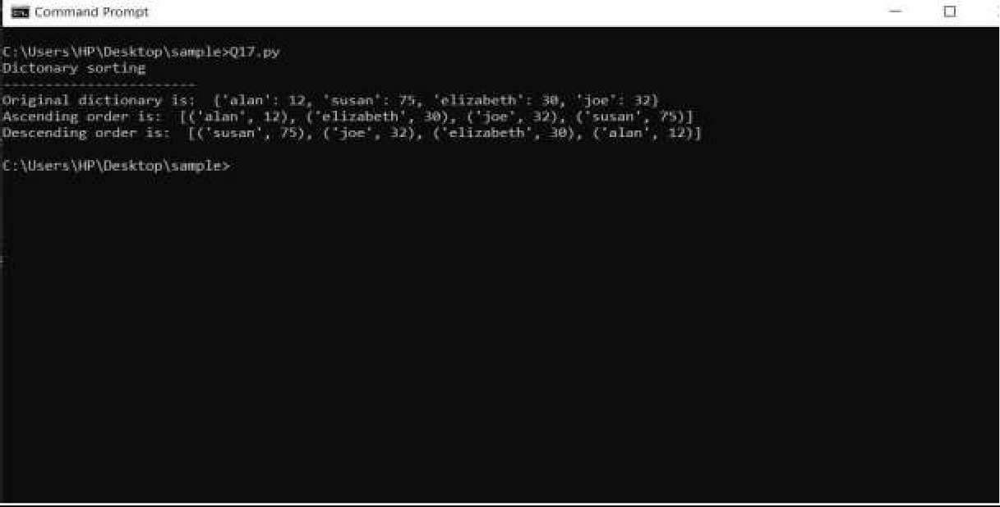 Command Prompt
C:\Users\HP\Desktop\sample>Q17.py
Dictonary sorting
------------------------
Original dictionary is:  {'alan': 12, 'susan': 75, 'elizabeth': 30, 'joe': 32}
Ascending order is:  [('alan', 12), ('elizabeth', 30), ('joe', 32), ('susan', 75)]
Descending order is:  [('susan', 75), ('joe', 32), ('elizabeth', 30), ('alan', 12)]
C:\Users\HP\Desktop\sample>